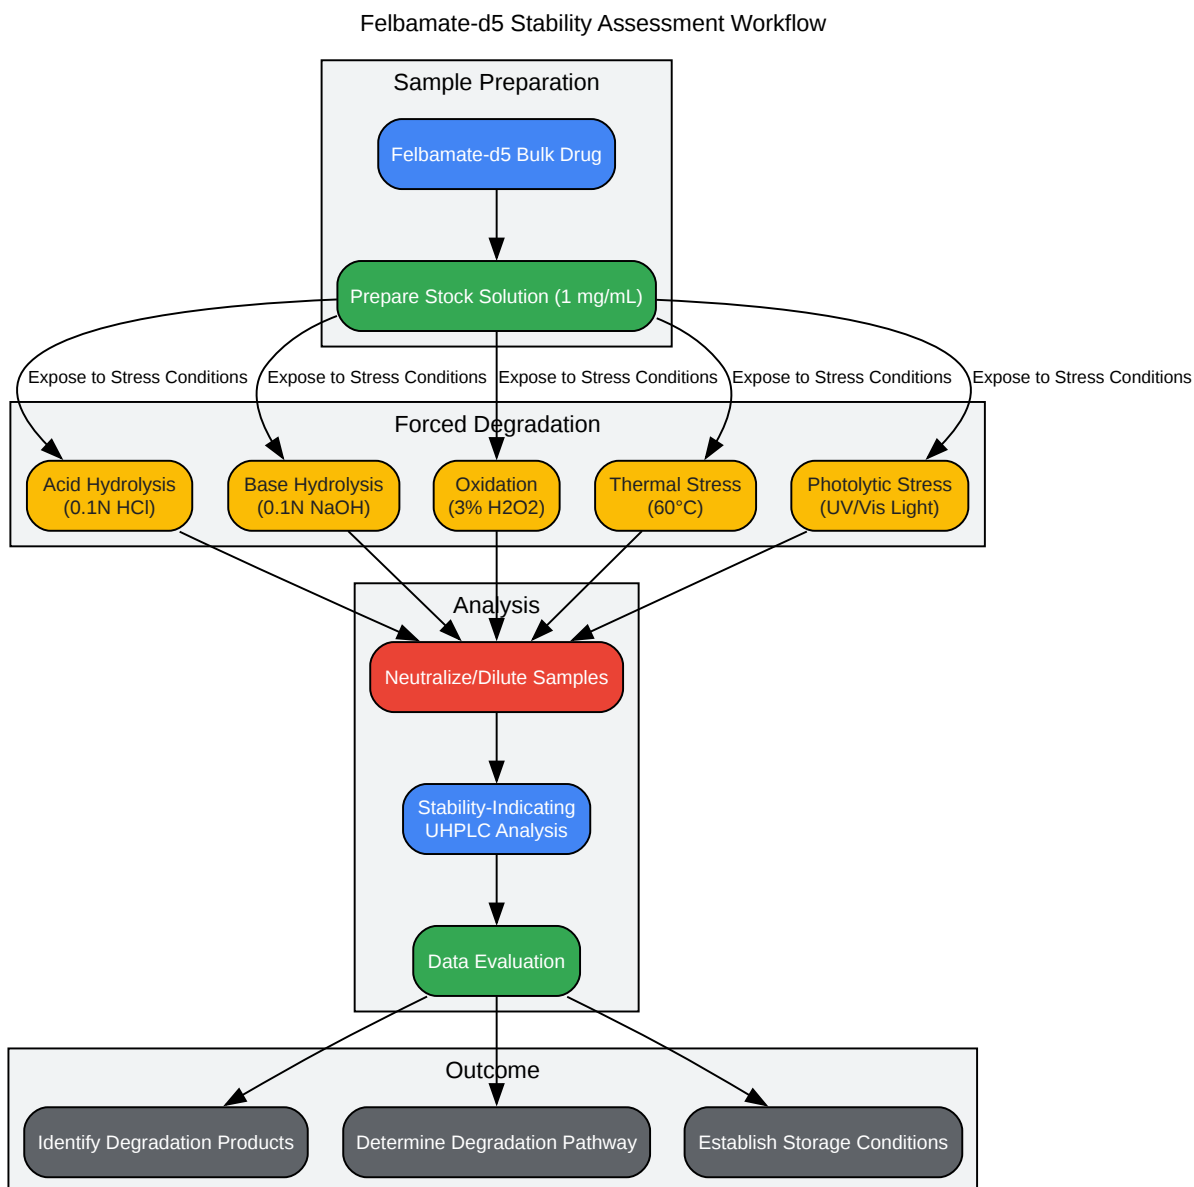 Felbamate-d5 Stability Assessment Workflow
Sample Preparation
Felbamate-d5 Bulk Drug
Prepare Stock Solution (1 mg/mL)
Expose to Stress Conditions
Expose to Stress Conditions
Expose to Stress Conditions
Expose to Stress Conditions
Expose to Stress Conditions
Forced Degradation
Acid Hydrolysis
(0.1N HCl)
Base Hydrolysis
(0.1N NaOH)
Oxidation
(3% H2O2)
Thermal Stress
(60°C)
Photolytic Stress
(UV/Vis Light)
Analysis
Neutralize/Dilute Samples
Stability-Indicating
UHPLC Analysis
Data Evaluation
Outcome
Identify Degradation Products
Determine Degradation Pathway
Establish Storage Conditions